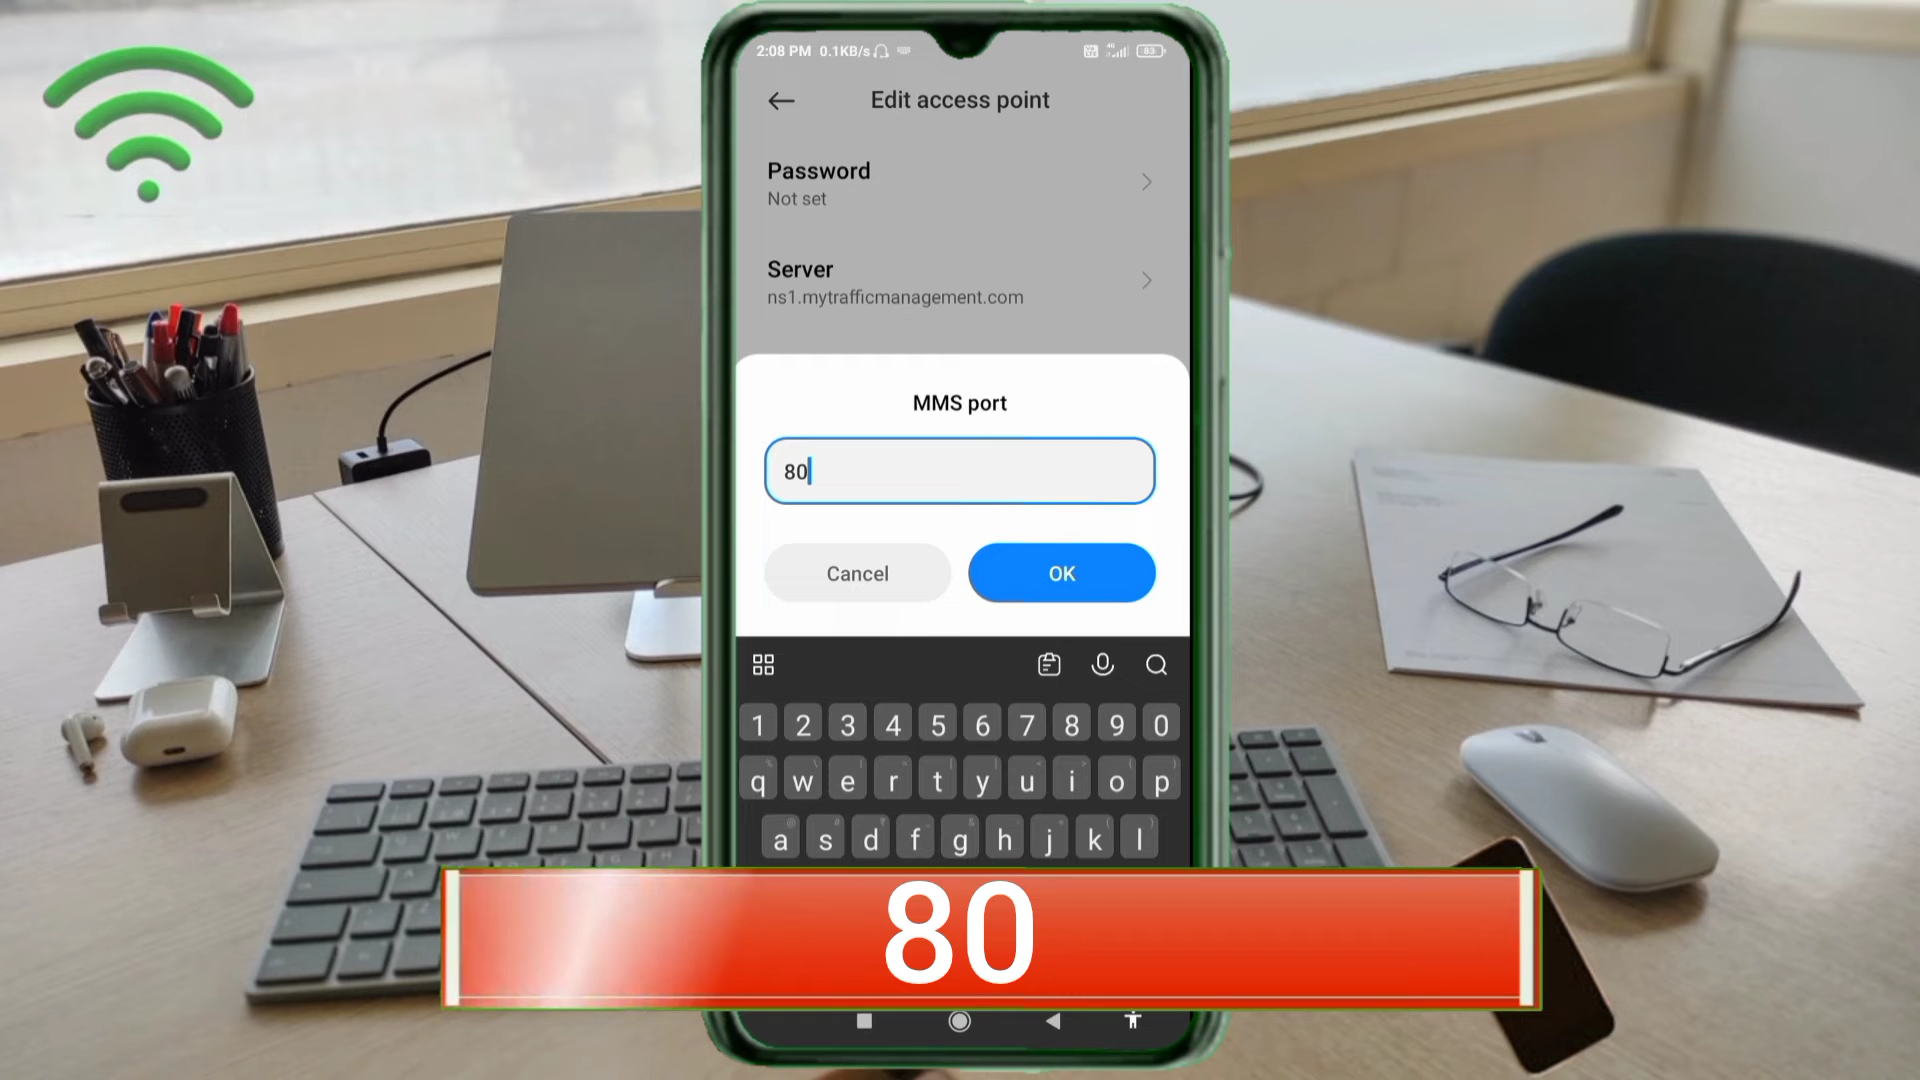 2:08 PM 0.1KB/s
83
Edit access point
Password
Not set
Server
ns1.mytrafficmanagement.com
MMS port
80
Cancel
OK
1 2 3 4 5 6 7 8 9 0
q w e r t y u i o p
a s d f g h j k l
80